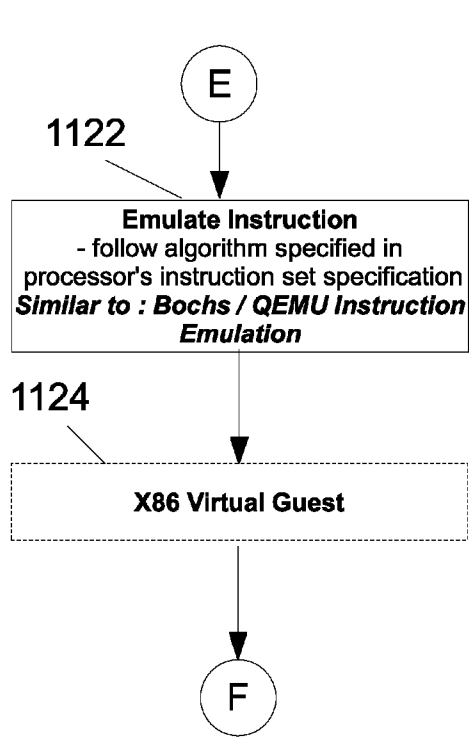 E
1122
Emulate Instruction
- follow algorithm specified in
processor's instruction set specification
Similar to : Bochs / QEMU Instruction
Emulation
1124
X86 Virtual Guest
F